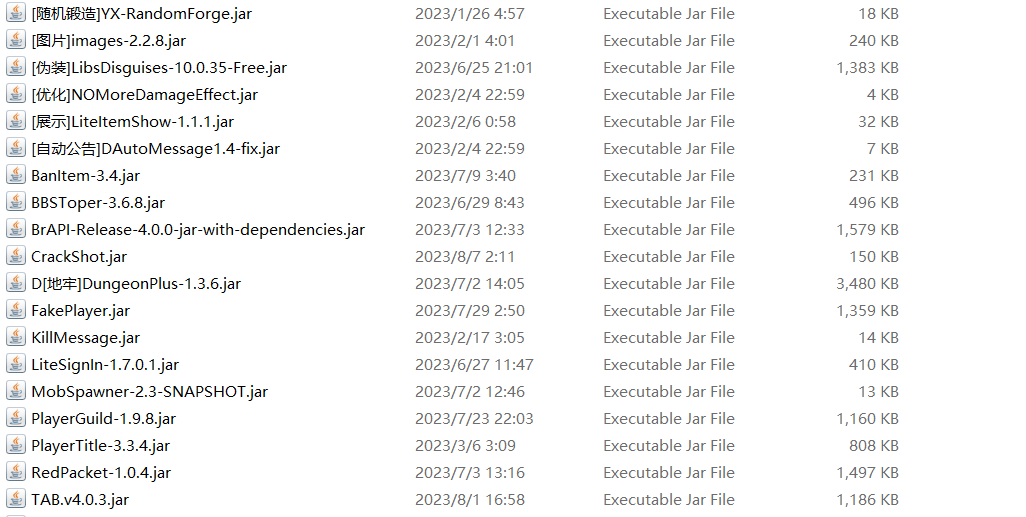 [随机锻造]YX-RandomForge.jar 2023/1/26 4:57 Executable Jar File 18 KB
[图片]images-2.2.8.jar 2023/2/1 4:01 Executable Jar File 240 KB
[伪装]LibsDisguises-10.0.35-Free.jar 2023/6/25 21:01 Executable Jar File 1,383 KB
[优化]NOMoreDamageEffect.jar 2023/2/4 22:59 Executable Jar File 4 KB
[展示]LiteItemShow-1.1.1.jar 2023/2/6 0:58 Executable Jar File 32 KB
[自动公告]DAutoMessage1.4-fix.jar 2023/2/4 22:59 Executable Jar File 7 KB
BanItem-3.4.jar 2023/7/9 3:40 Executable Jar File 231 KB
BBSToper-3.6.8.jar 2023/6/29 8:43 Executable Jar File 496 KB
BrAPI-Release-4.0.0-jar-with-dependencies.jar 2023/7/3 12:33 Executable Jar File 1,579 KB
CrackShot.jar 2023/8/7 2:11 Executable Jar File 150 KB
D[地牢]DungeonPlus-1.3.6.jar 2023/7/2 14:05 Executable Jar File 3,480 KB
FakePlayer.jar 2023/7/29 2:50 Executable Jar File 1,359 KB
KillMessage.jar 2023/2/17 3:05 Executable Jar File 14 KB
LiteSignIn-1.7.0.1.jar 2023/6/27 11:47 Executable Jar File 410 KB
MobSpawner-2.3-SNAPSHOT.jar 2023/7/2 12:46 Executable Jar File 13 KB
PlayerGuild-1.9.8.jar 2023/7/23 22:03 Executable Jar File 1,160 KB
PlayerTitle-3.3.4.jar 2023/3/6 3:09 Executable Jar File 808 KB
RedPacket-1.0.4.jar 2023/7/3 13:16 Executable Jar File 1,497 KB
TAB.v4.0.3.jar 2023/8/1 16:58 Executable Jar File 1,186 KB